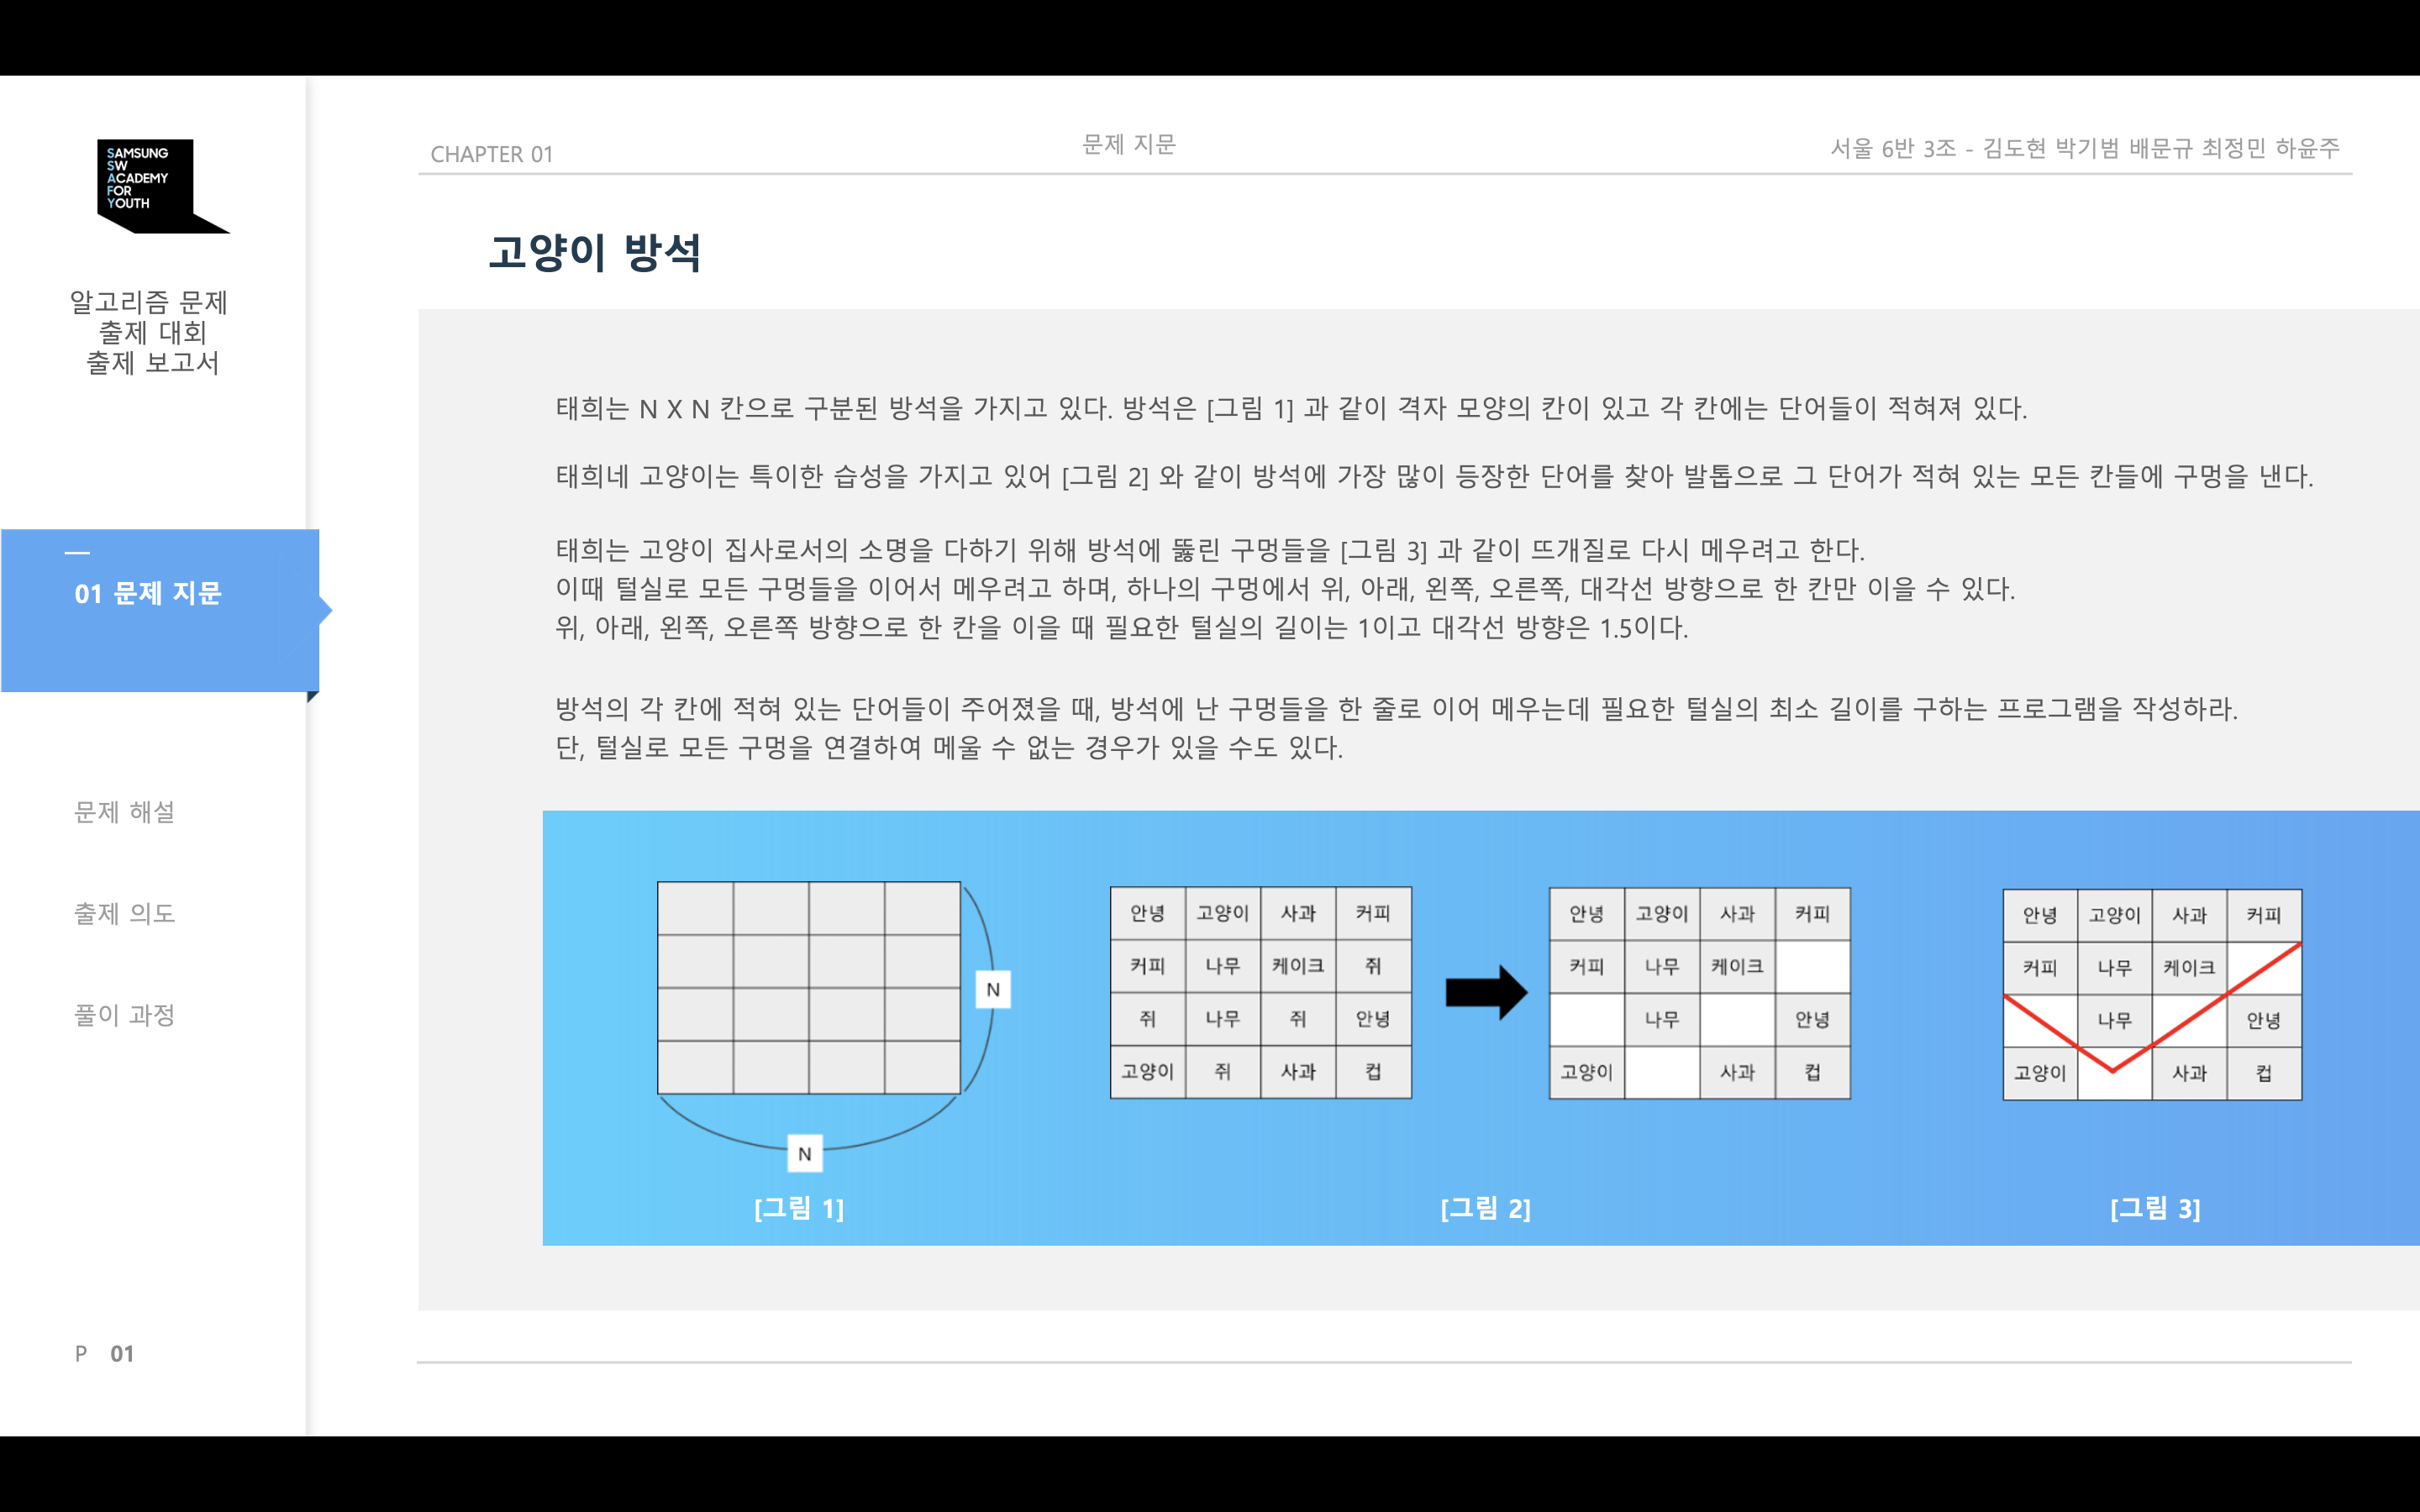 SAMSUNG
SW
ACADEMY
FOR
YOUTH
알고리즘 문제
출제 대회
출제 보고서
01 문제 지문
문제 해설
출제 의도
풀이 과정
P 01
CHAPTER 01
문제 지문
서울 6반 3조 - 김도현 박기범 배문규 최정민 하윤주
고양이 방석
태희는 N X N 칸으로 구분된 방석을 가지고 있다. 방석은 [그림 1] 과 같이 격자 모양의 칸이 있고 각 칸에는 단어들이 적혀져 있다.
태희네 고양이는 특이한 습성을 가지고 있어 [그림 2] 와 같이 방석에 가장 많이 등장한 단어를 찾아 발톱으로 그 단어가 적혀 있는 모든 칸들에 구멍을 낸다.
태희는 고양이 집사로서의 소명을 다하기 위해 방석에 뚫린 구멍들을 [그림 3] 과 같이 뜨개질로 다시 메우려고 한다.
이때 털실로 모든 구멍들을 이어서 메우려고 하며, 하나의 구멍에서 위, 아래, 왼쪽, 오른쪽, 대각선 방향으로 한 칸만 이을 수 있다.
위, 아래, 왼쪽, 오른쪽 방향으로 한 칸을 이을 때 필요한 털실의 길이는 1이고 대각선 방향은 1.5이다.
방석의 각 칸에 적혀 있는 단어들이 주어졌을 때, 방석에 난 구멍들을 한 줄로 이어 메우는데 필요한 털실의 최소 길이를 구하는 프로그램을 작성하라.
단, 털실로 모든 구멍을 연결하여 메울 수 없는 경우가 있을 수도 있다.
N
N
[그림 1]
안녕 고양이 사과 커피
커피 나무 케이크 쥐
쥐 나무 쥐 안녕
고양이 쥐 사과 컵
안녕 고양이 사과 커피
커피 나무 케이크
나무 안녕
고양이 사과 컵
[그림 2]
안녕 고양이 사과 커피
커피 나무 케이크
나무 안녕
고양이 사과 컵
[그림 3]